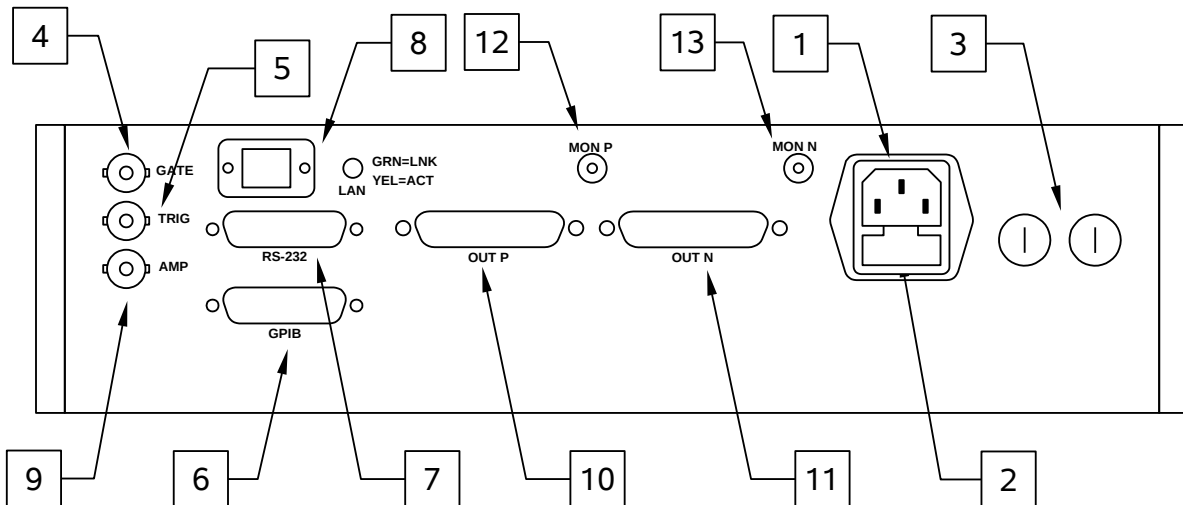 4
5
8
12
13
1
3
GATE
GRN=LNK
LAN
YEL=ACT
MON P
MON N
TRIG
RS-232
OUT P
OUT N
AMP
GPIB
9
6
7
10
11
2